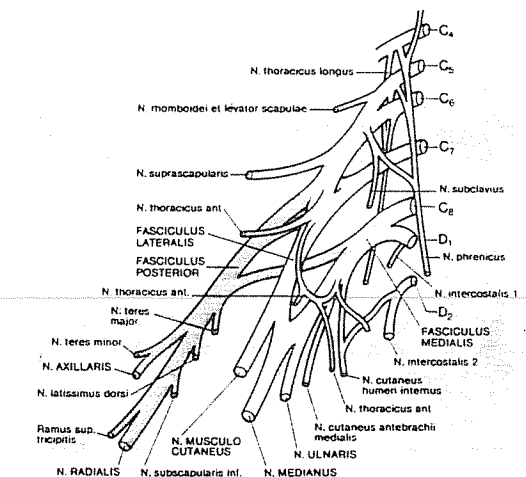 C4
N. thoracicus longus
C5
C6
N. rhomboidei et levator scapulae
C7
N. suprascapularis
N. subclavius
N. thoracicus ant
C8
FASCICULUS
LATERALIS
D1
N. phrenicus
FASCICULUS
POSTERIOR
N. thoracicus ant.
N. intercostalis 1
D2
N. teres
major
FASCICULUS
MEDIALIS
N. teres minor
N. intercostalis 2
N. AXILLARIS
N. cutaneus
humeri internus
N. latissimus dorsi
N. thoracicus ant
Ramus sup.
tricipitis
N. cutaneus antebrachii
medialis
N. MUSCULO
CUTANEUS
N. ULNARIS
N. RADIALIS
N. subscapularis inf.
N. MEDIANUS